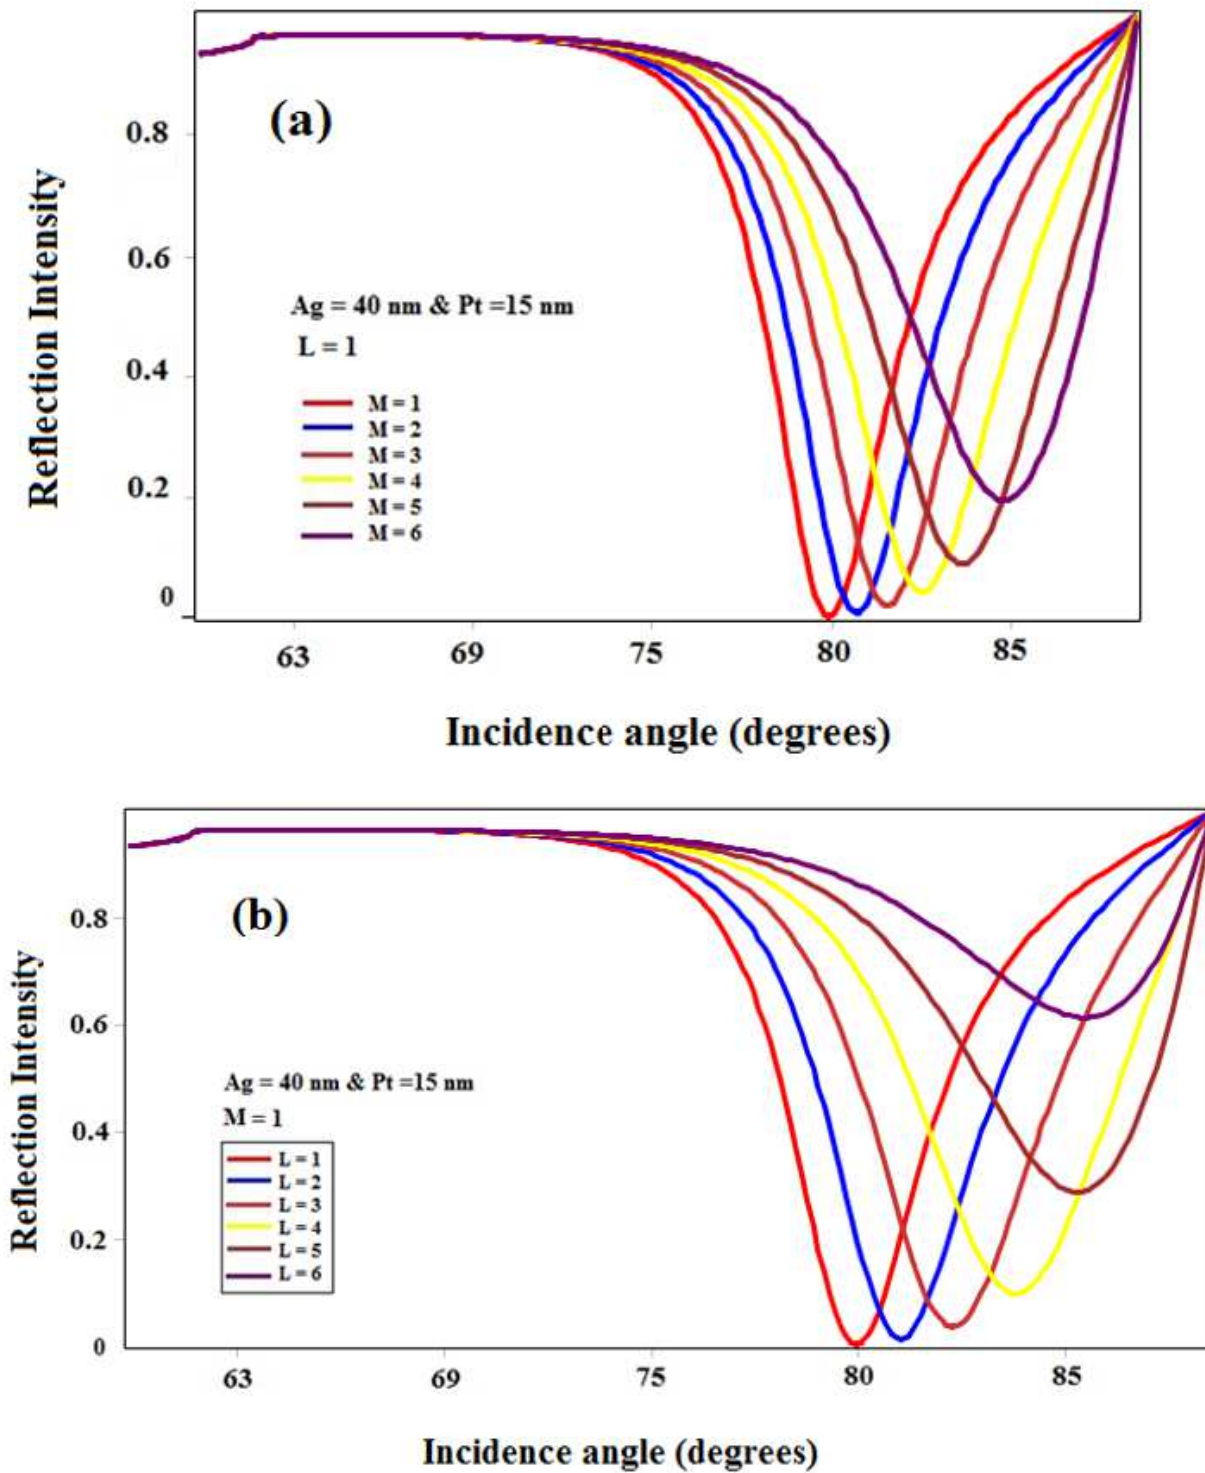 (a)
0.8
0.6
0.4
0.2
0
Reflection Intensity
Ag = 40 nm & Pt =15 nm
L = 1
M = 1
M = 2
M = 3
M = 4
M = 5
M = 6
63 69 75 80 85
Incidence angle (degrees)
(b)
0.8
0.6
0.4
0.2
0
Reflection Intensity
Ag = 40 nm & Pt =15 nm
M = 1
L = 1
L = 2
L = 3
L = 4
L = 5
L = 6
63 69 75 80 85
Incidence angle (degrees)